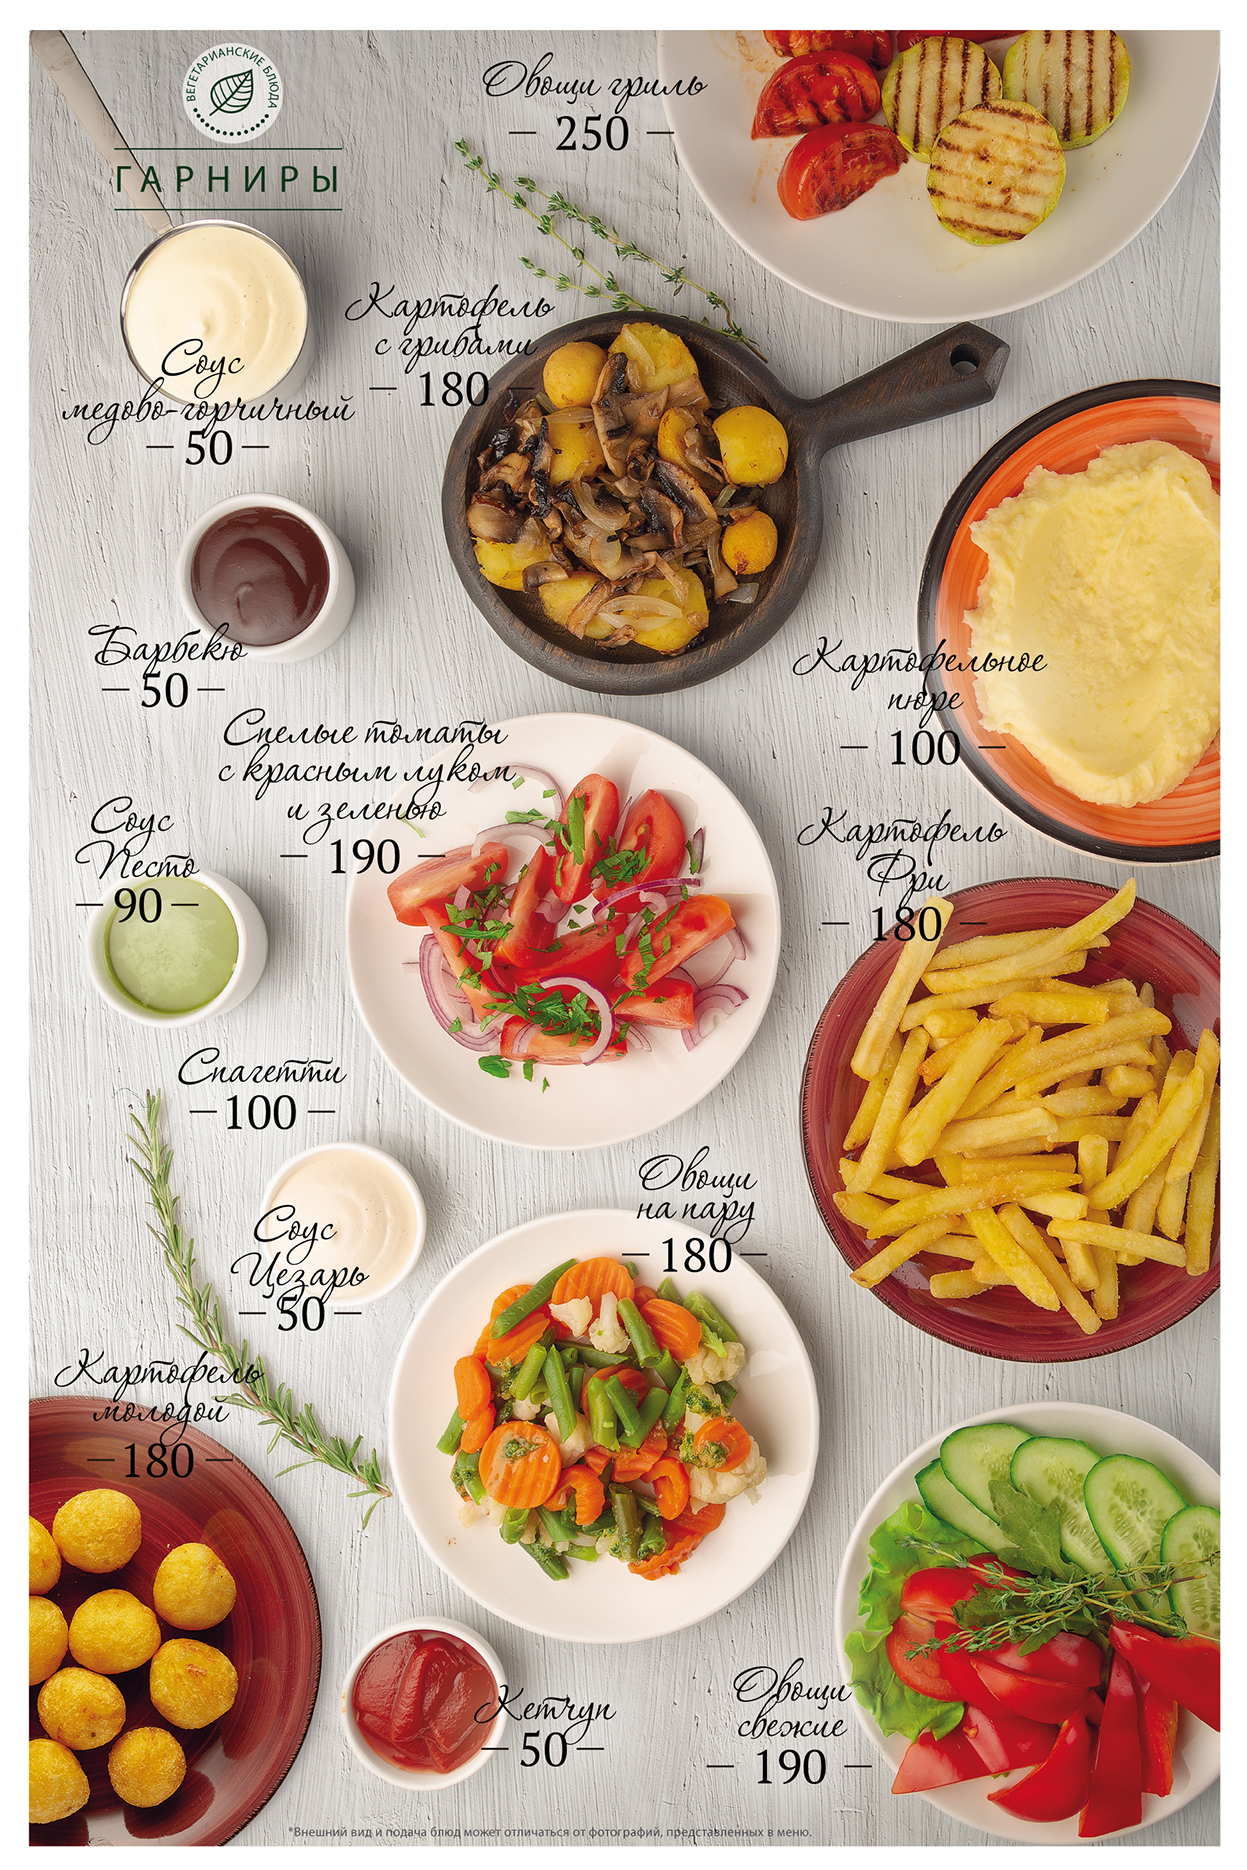 ВЕГЕТАРИАНСКИЕ БЛЮДА
ГАРНИРЫ
Овощи гриль
— 250 —
Картофель
с грибами
— 180 —
Соус
медово-горчичный
— 50 —
Барбекю
— 50 —
Картофельное
пюре
— 100 —
Спелые томаты
с красным луком
и зеленью
— 190 —
Соус
Песто
— 90 —
Картофель
Фри
— 180 —
Спагетти
— 100 —
Овощи
на пару
— 180 —
Соус
Цезарь
— 50 —
Картофель
молодой
— 180 —
Кетчуп
— 50 —
Овощи
свежие
— 190 —
*Внешний вид и подача блюд может отличаться от фотографий, представленных в меню.